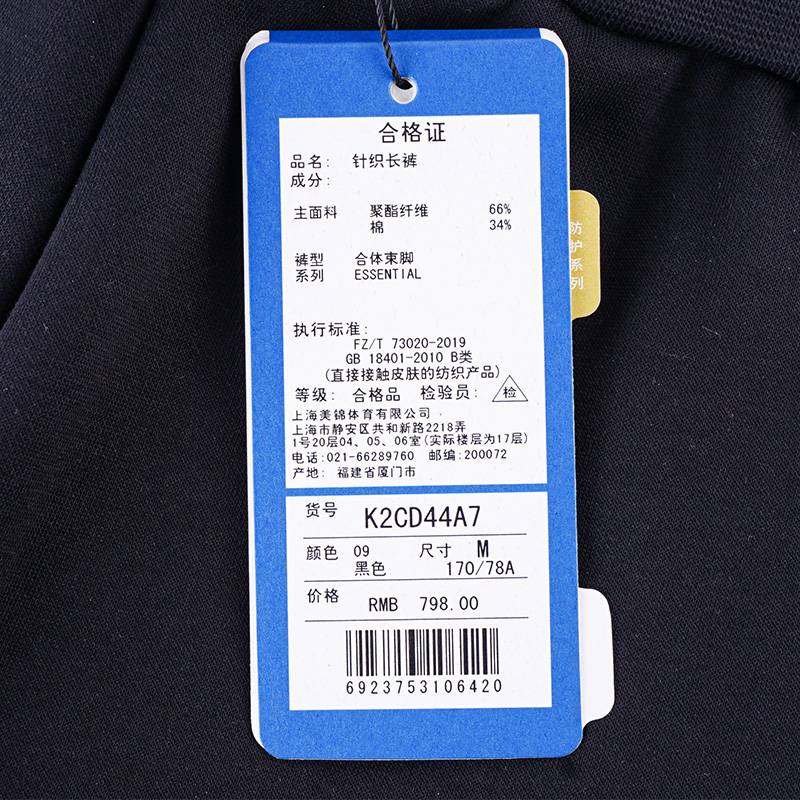 合格证
品名: 针织长裤
成分:
主面料 聚酯纤维 66%
棉 34%
裤型 合体束脚
系列 ESSENTIAL
执行标准:
FZ/T 73020-2019
GB 18401-2010 B类
(直接接触皮肤的纺织产品)
等级: 合格品 检验员: 检
上海美锦体育有限公司
上海市静安区共和新路2218弄
1号20层04、05、06室(实际楼层为17层)
电话:021-66289760 邮编:200072
产地: 福建省厦门市
货号 K2CD44A7
颜色 09 尺寸 M
黑色 170/78A
价格 RMB 798.00
6923753106420
防护系列